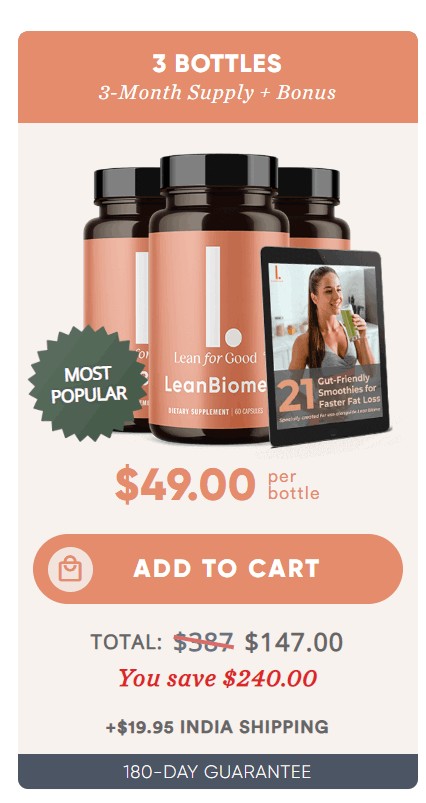 3 BOTTLES
3-Month Supply + Bonus
Lean for Good
LeanBiome
DIETARY SUPPLEMENT | 60 CAPSULES
MOST
POPULAR
21
Gut-Friendly
Smoothies for
Faster Fat Loss
$49.00 per
bottle
ADD TO CART
TOTAL: $387 $147.00
You save $240.00
+$19.95 INDIA SHIPPING
180-DAY GUARANTEE